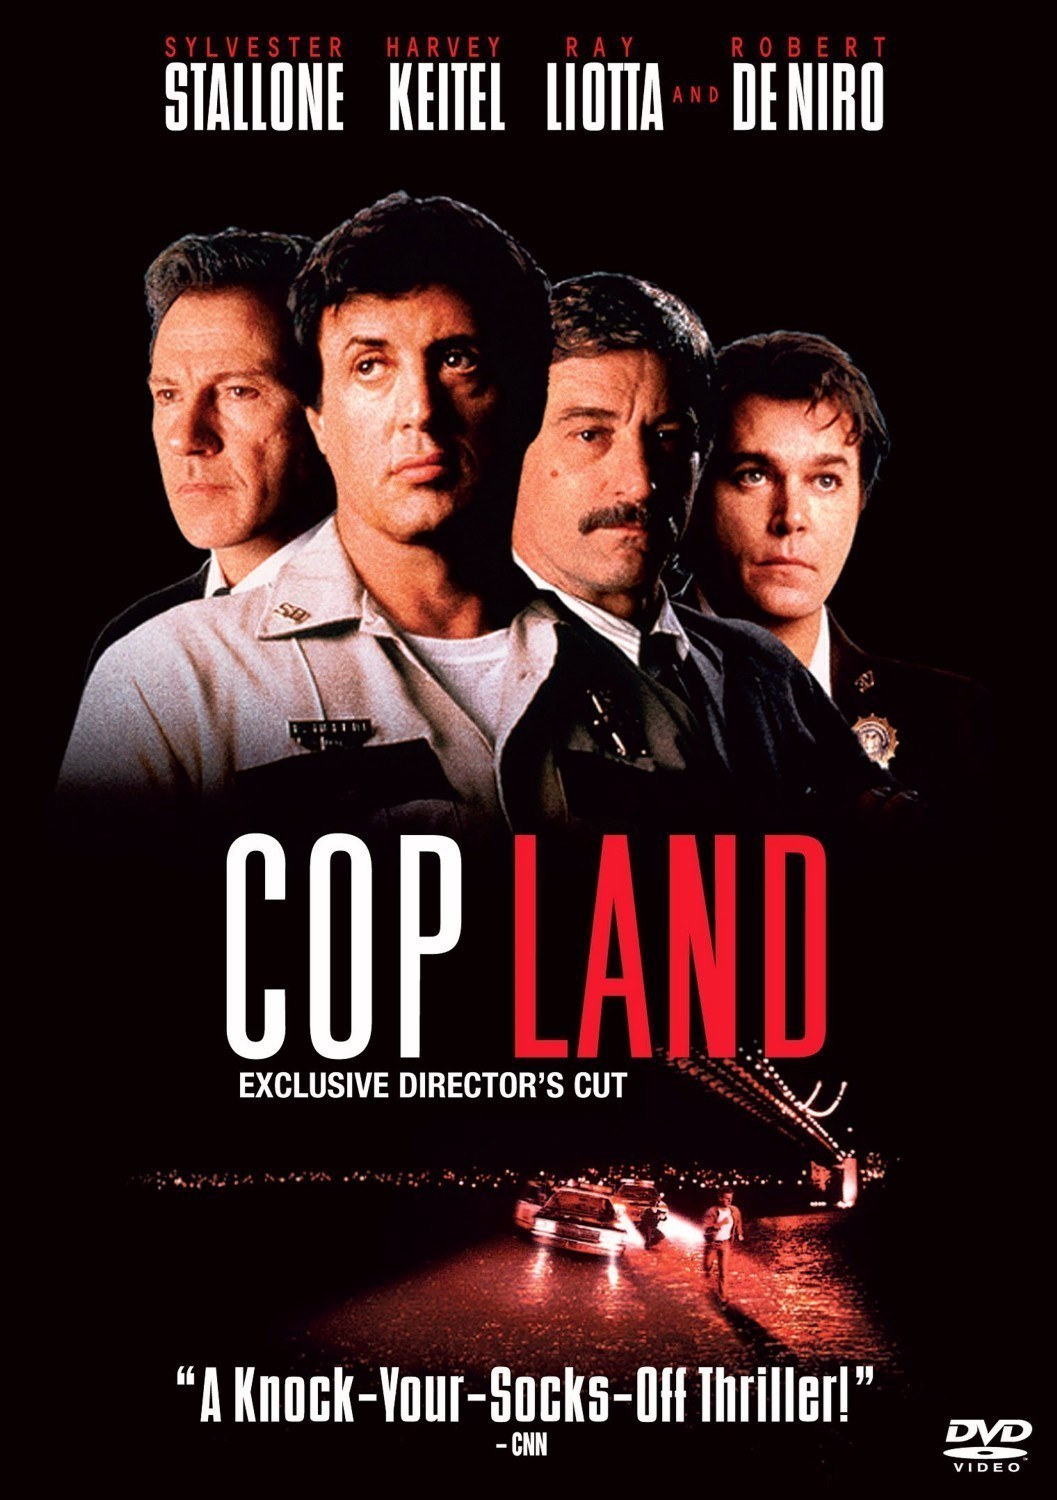 SYLVESTER HARVEY RAY ROBERT
STALLONE KEITEL LIOTTA AND DE NIRO
COP LAND
EXCLUSIVE DIRECTOR'S CUT
“A Knock-Your-Socks-Off Thriller!”
– CNN
DVD
VIDEO